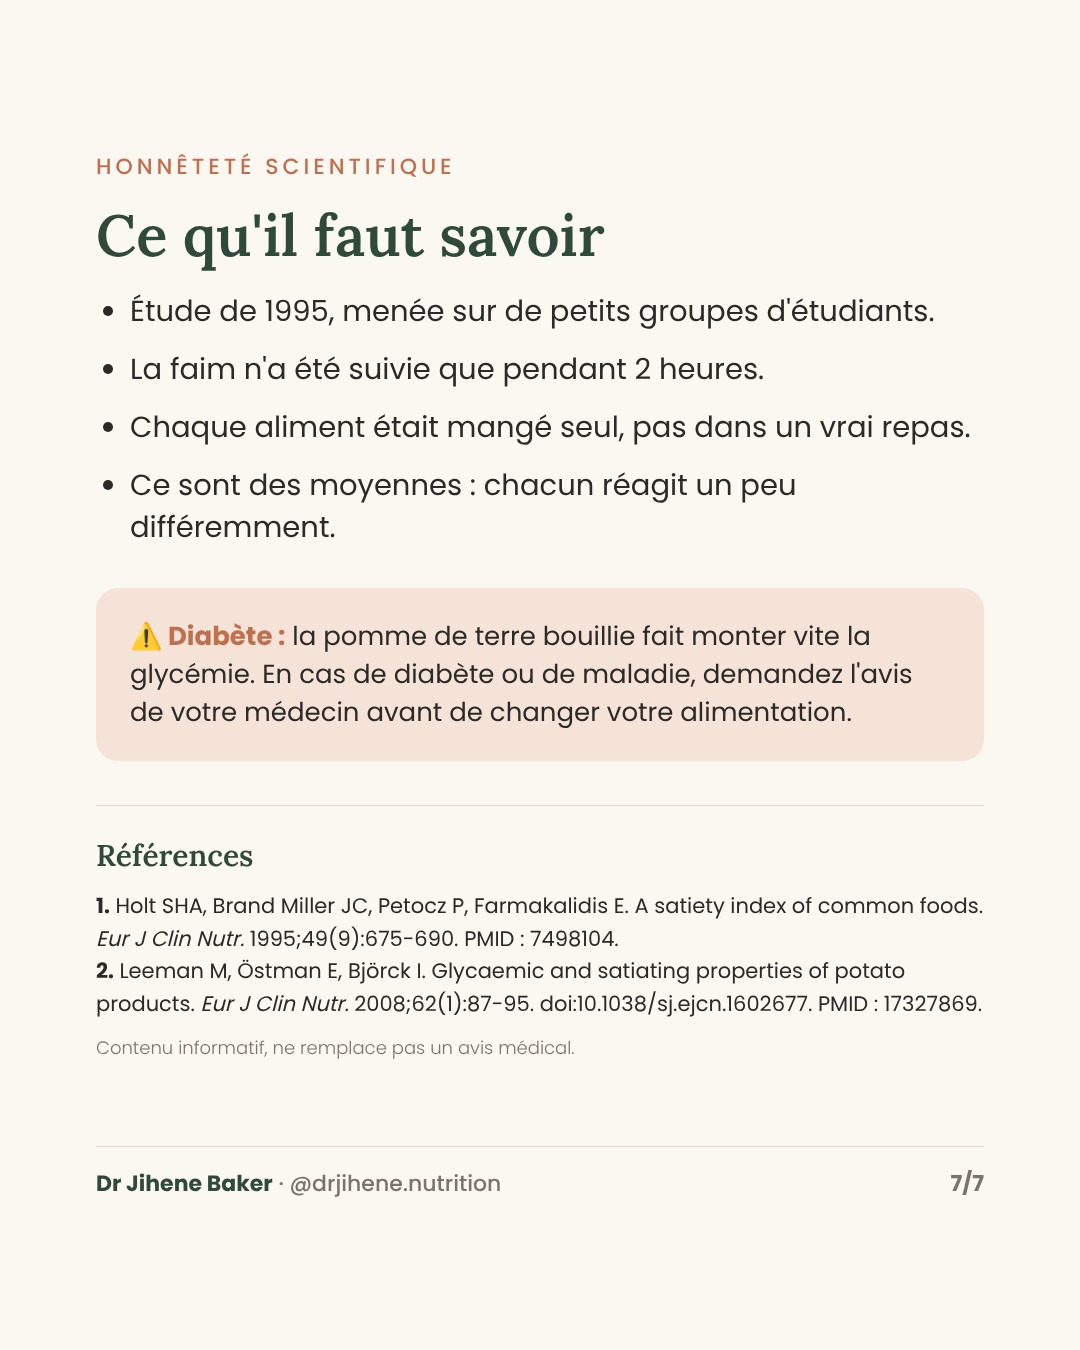 HONNÊTETÉ SCIENTIFIQUE
Ce qu'il faut savoir
• Étude de 1995, menée sur de petits groupes d'étudiants.
• La faim n'a été suivie que pendant 2 heures.
• Chaque aliment était mangé seul, pas dans un vrai repas.
• Ce sont des moyennes : chacun réagit un peu
différemment.
⚠️ Diabète : la pomme de terre bouillie fait monter vite la
glycémie. En cas de diabète ou de maladie, demandez l'avis
de votre médecin avant de changer votre alimentation.
Références
1. Holt SHA, Brand Miller JC, Petocz P, Farmakalidis E. A satiety index of common foods.
Eur J Clin Nutr. 1995;49(9):675-690. PMID : 7498104.
2. Leeman M, Östman E, Björck I. Glycaemic and satiating properties of potato
products. Eur J Clin Nutr. 2008;62(1):87-95. doi:10.1038/sj.ejcn.1602677. PMID : 17327869.
Contenu informatif, ne remplace pas un avis médical.
Dr Jihene Baker · @drjihene.nutrition
7/7